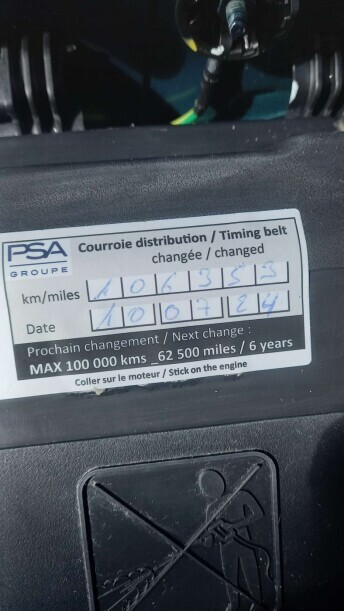 PSA
GROUPE
Courroie distribution / Timing belt
changée / changed
km/miles 106353
Date 100724
Prochain changement / Next change :
MAX 100 000 kms _62 500 miles / 6 years
Coller sur le moteur / Stick on the engine